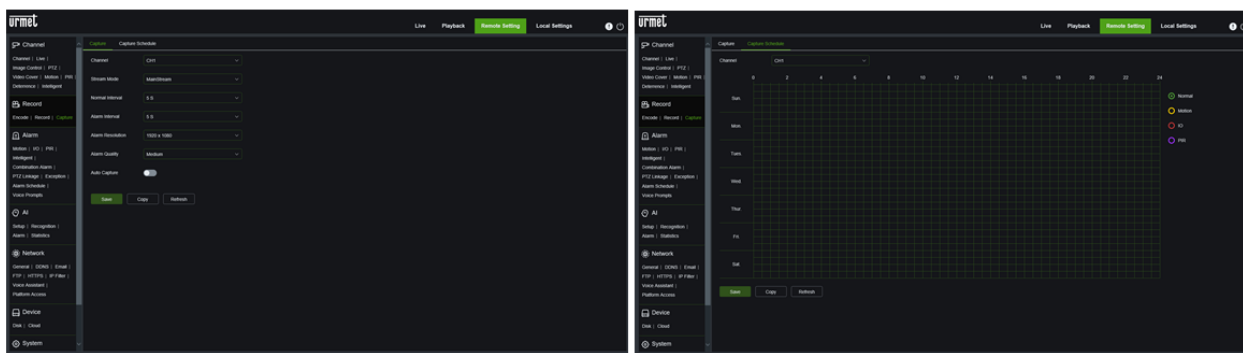 urmet
Live Playback Remote Setting Local Settings
Channel
Channel | Live |
Image Control | PTZ |
Video Cover | Motion | PIR |
Deterrence | Intelligent
Record
Encode | Record | Capture
Alarm
Motion | I/O | PIR |
Intelligent |
Combination Alarm |
PTZ Linkage | Exception |
Alarm Schedule |
Voice Prompts
AI
Setup | Recognition |
Alarm | Statistics
Network
General | DDNS | Email |
FTP | HTTPS | IP Filter |
Voice Assistant |
Platform Access
Device
Disk | Cloud
System
Capture Capture Schedule
Channel CH1
Stream Mode MainStream
Normal Interval 5 S
Alarm Interval 5 S
Alarm Resolution 1920 x 1080
Alarm Quality Medium
Auto Capture
Save Copy Refresh
urmet
Live Playback Remote Setting Local Settings
Channel
Channel | Live |
Image Control | PTZ |
Video Cover | Motion | PIR |
Deterrence | Intelligent
Record
Encode | Record | Capture
Alarm
Motion | I/O | PIR |
Intelligent |
Combination Alarm |
PTZ Linkage | Exception |
Alarm Schedule |
Voice Prompts
AI
Setup | Recognition |
Alarm | Statistics
Network
General | DDNS | Email |
FTP | HTTPS | IP Filter |
Voice Assistant |
Platform Access
Device
Disk | Cloud
System
Capture Capture Schedule
Channel CH1
0 2 4 6 8 10 12 14 16 18 20 22 24
Sun.
Mon.
Tues.
Wed.
Thur.
Fri.
Sat.
Normal
Motion
IO
PIR
Save Copy Refresh